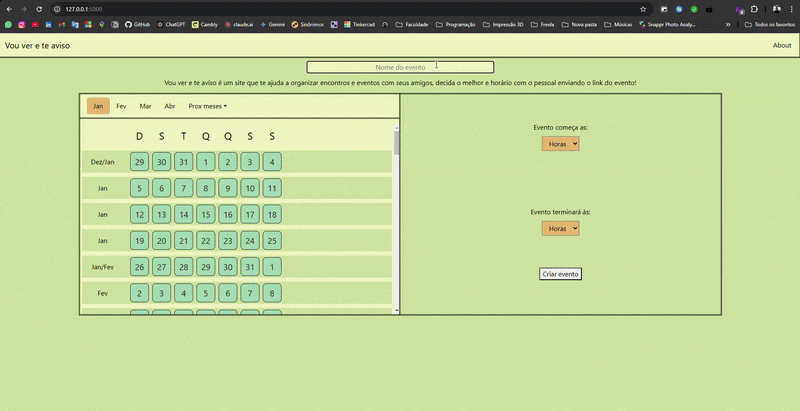 127.0.0.1:5000
GitHub ChatGPT Cambly claude.ai Gemini Sinônimos Tinkercad Faculdade Programação Impressão 3D Freefa Nova pasta Músicas Snappr Photo Analy... » Todos os favoritos
Vou ver e te aviso About
Nome do evento
Vou ver e te aviso é um site que te ajuda a organizar encontros e eventos com seus amigos, decida o melhor e horário com o pessoal enviando o link do evento!
Jan Fev Mar Abr Prox meses
D S T Q Q S S
Dez/Jan 29 30 31 1 2 3 4
Jan 5 6 7 8 9 10 11
Jan 12 13 14 15 16 17 18
Jan 19 20 21 22 23 24 25
Jan/Fev 26 27 28 29 30 31 1
Fev 2 3 4 5 6 7 8
Evento começa as:
Horas
Evento terminará às:
Horas
Criar evento